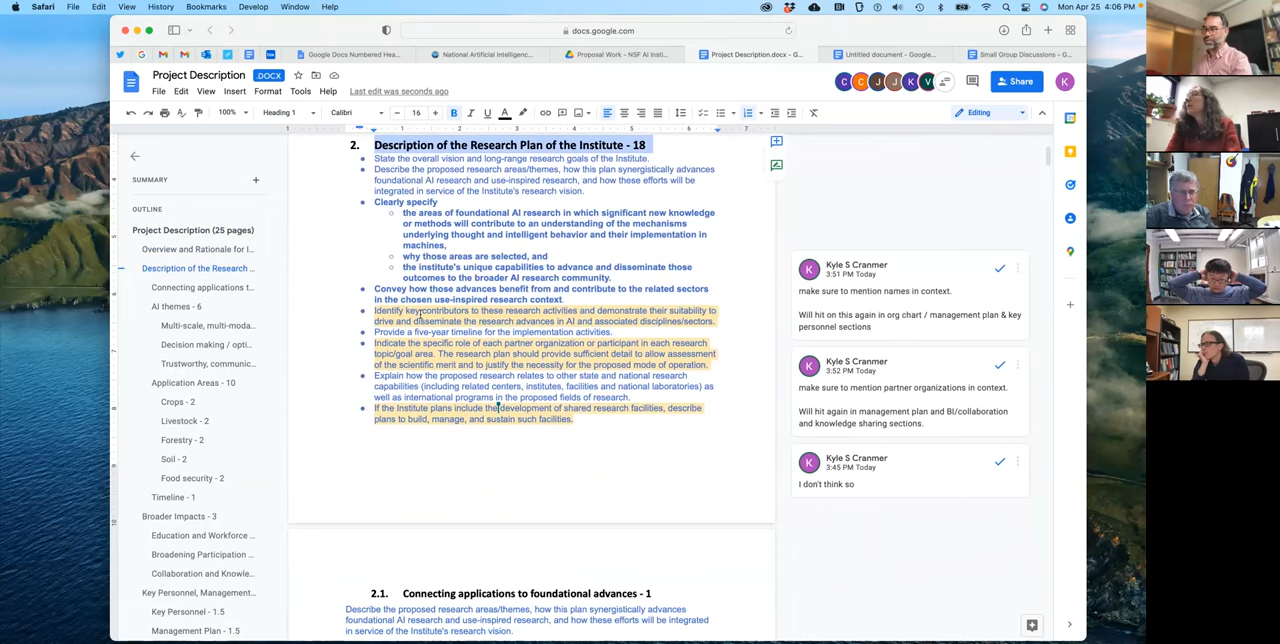 Safari File Edit View History Bookmarks Develop Window Help
Mon Apr 25 4:06 PM
docs.google.com
Google Docs Numbered Hea...
National Artificial Intelligenc...
Proposal Work - NSF AI Insti...
Project Description.docx - G...
Untitled document - Google...
Small Group Discussions - G...
Project Description .DOCX
File Edit View Insert Format Tools Help Last edit was seconds ago
C C J J K V
Share
K
100% Heading 1 Calibri 16 B I U A
Editing
SUMMARY
OUTLINE
Project Description (25 pages)
Overview and Rationale for I...
Description of the Research ...
Connecting applications t...
AI themes - 6
Multi-scale, multi-moda...
Decision making / opti...
Trustworthy, communic...
Application Areas - 10
Crops - 2
Livestock - 2
Forestry - 2
Soil - 2
Food security - 2
Timeline - 1
Broader Impacts - 3
Education and Workforce ...
Broadening Participation ...
Collaboration and Knowle...
Key Personnel, Management...
Key Personnel - 1.5
Management Plan - 1.5
2. Description of the Research Plan of the Institute - 18
State the overall vision and long-range research goals of the Institute.
Describe the proposed research areas/themes, how this plan synergistically advances
foundational AI research and use-inspired research, and how these efforts will be
integrated in service of the Institute's research vision.
Clearly specify
the areas of foundational AI research in which significant new knowledge
or methods will contribute to an understanding of the mechanisms
underlying thought and intelligent behavior and their implementation in
machines,
why those areas are selected, and
the institute's unique capabilities to advance and disseminate those
outcomes to the broader AI research community.
Convey how those advances benefit from and contribute to the related sectors
in the chosen use-inspired research context.
Identify key contributors to these research activities and demonstrate their suitability to
drive and disseminate the research advances in AI and associated disciplines/sectors.
Provide a five-year timeline for the implementation activities.
Indicate the specific role of each partner organization or participant in each research
topic/goal area. The research plan should provide sufficient detail to allow assessment
of the scientific merit and to justify the necessity for the proposed mode of operation.
Explain how the proposed research relates to other state and national research
capabilities (including related centers, institutes, facilities and national laboratories) as
well as international programs in the proposed fields of research.
If the Institute plans include the development of shared research facilities, describe
plans to build, manage, and sustain such facilities.
2.1. Connecting applications to foundational advances - 1
Describe the proposed research areas/themes, how this plan synergistically advances
foundational AI research and use-inspired research, and how these efforts will be integrated
in service of the Institute's research vision.
K
Kyle S Cranmer
3:51 PM Today
make sure to mention names in context.
Will hit on this again in org chart / management plan & key
personnel sections
K
Kyle S Cranmer
3:52 PM Today
make sure to mention partner organizations in context.
Will hit again in management plan and BI/collaboration
and knowledge sharing sections.
K
Kyle S Cranmer
3:45 PM Today
I don't think so